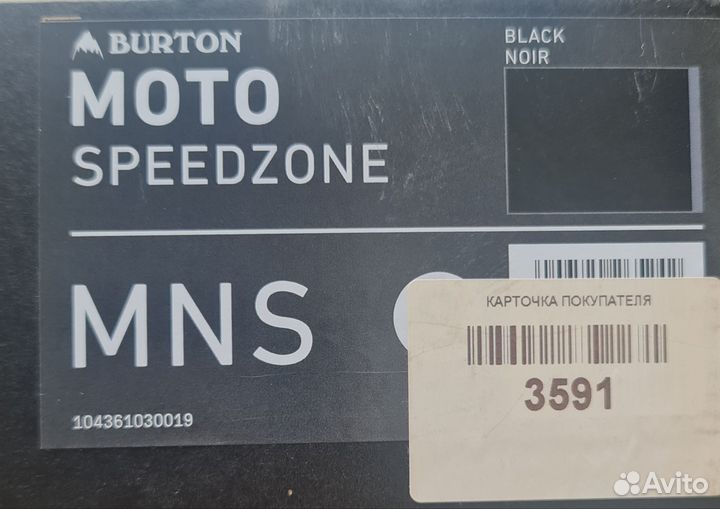 BURTON
MOTO
SPEEDZONE
BLACK
NOIR
MNS
104361030019
КАРТОЧКА ПОКУПАТЕЛЯ
3591
Avito